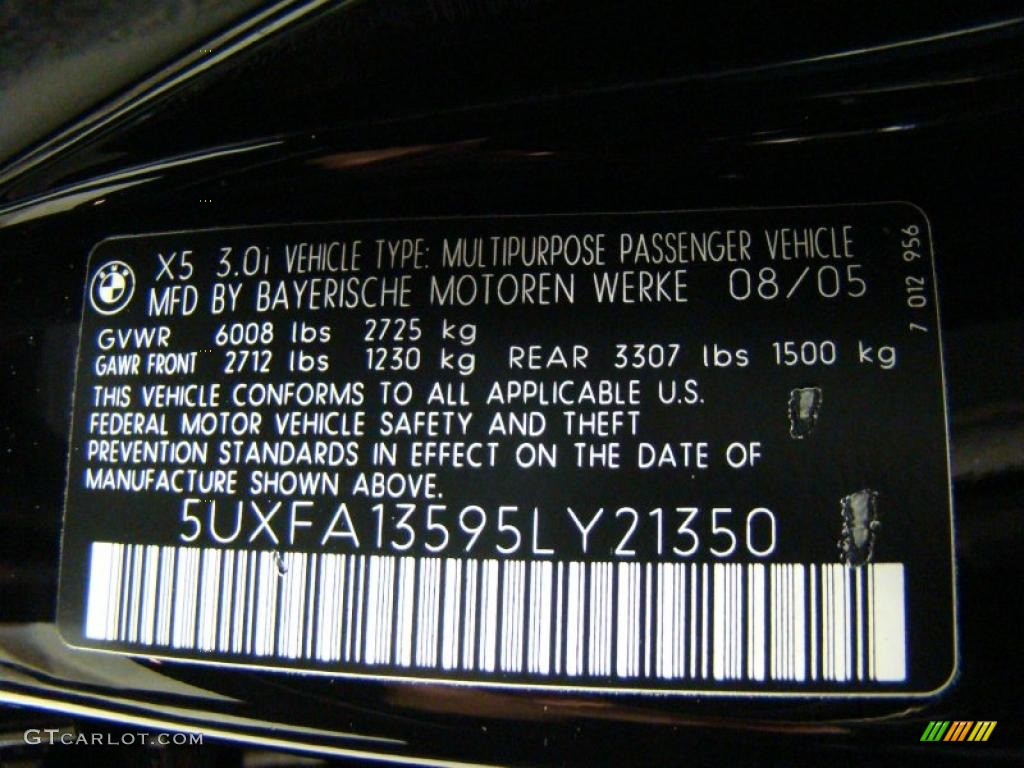 X5 3.0i VEHICLE TYPE: MULTIPURPOSE PASSENGER VEHICLE
MFD BY BAYERISCHE MOTOREN WERKE 08/05
7 012 956
GVWR 6008 lbs 2725 kg
GAWR FRONT 2712 lbs 1230 kg REAR 3307 lbs 1500 kg
THIS VEHICLE CONFORMS TO ALL APPLICABLE U.S.
FEDERAL MOTOR VEHICLE SAFETY AND THEFT
PREVENTION STANDARDS IN EFFECT ON THE DATE OF
MANUFACTURE SHOWN ABOVE.
5UXFA13595LY21350
GTCARLOT.COM